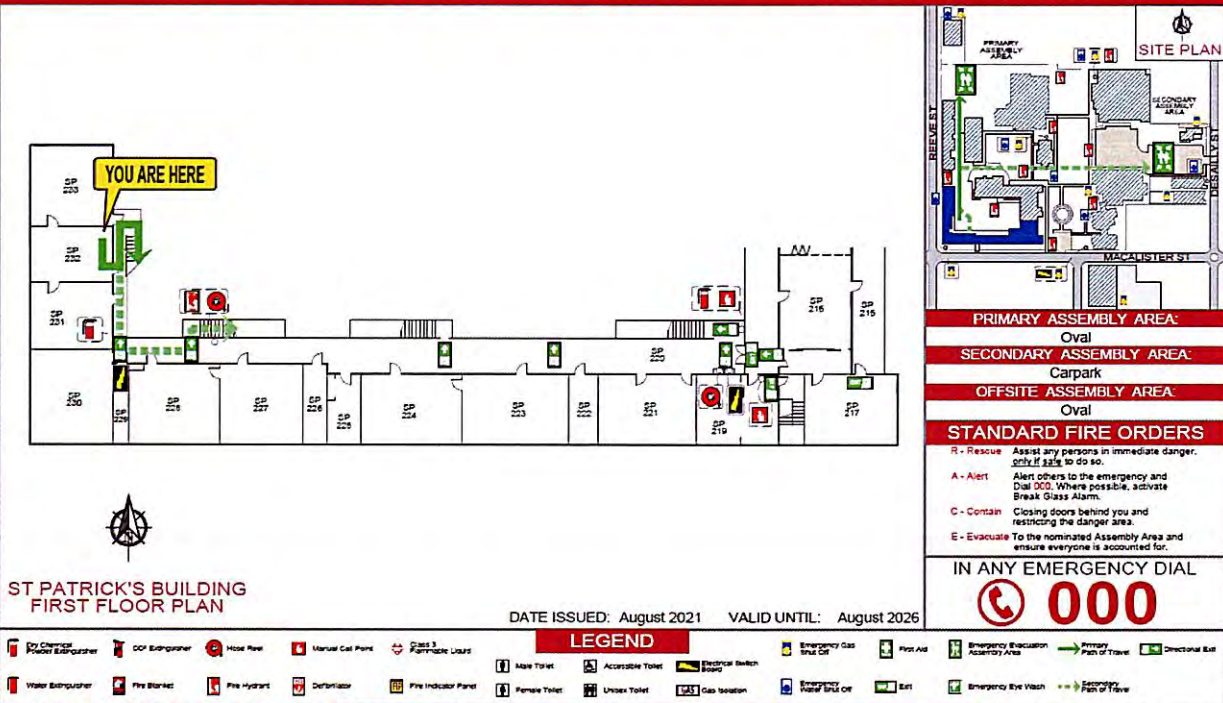 YOU ARE HERE
SP
233
SP
232
SP
231
SP
230
SP
229
SP
228
SP
227
SP
226
SP
225
SP
224
SP
223
SP
222
SP
221
SP
220
SP
219
SP
217
SP
216
SP
215
ST PATRICK'S BUILDING
FIRST FLOOR PLAN
DATE ISSUED: August 2021 VALID UNTIL: August 2026
SITE PLAN
PRIMARY
ASSEMBLY
AREA
SECONDARY
ASSEMBLY
AREA
REEVE ST
DESAILLY ST
MACALISTER ST
PRIMARY ASSEMBLY AREA:
Oval
SECONDARY ASSEMBLY AREA:
Carpark
OFFSITE ASSEMBLY AREA:
Oval
STANDARD FIRE ORDERS
R - Rescue Assist any persons in immediate danger,
only if safe to do so.
A - Alert Alert others to the emergency and
Dial 000. Where possible, activate
Break Glass Alarm.
C - Contain Closing doors behind you and
restricting the danger area.
E - Evacuate To the nominated Assembly Area and
ensure everyone is accounted for.
IN ANY EMERGENCY DIAL
000
LEGEND
Dry Chemical
Powder Extinguisher
CO² Extinguisher
Hose Reel
Manual Call Point
Class 3
Flammable Liquid
Male Toilet
Accessible Toilet
Electrical Switch
Board
Emergency Gas
Shut Off
First Aid
Emergency Evacuation
Assembly Area
Primary
Path of Travel
Directional Exit
Water Extinguisher
Fire Blanket
Fire Hydrant
Defibrillator
Fire Indicator Panel
Female Toilet
Unisex Toilet
GAS Gas Isolation
Emergency
Water Shut Off
Exit
Emergency Eye Wash
Secondary
Path of Travel